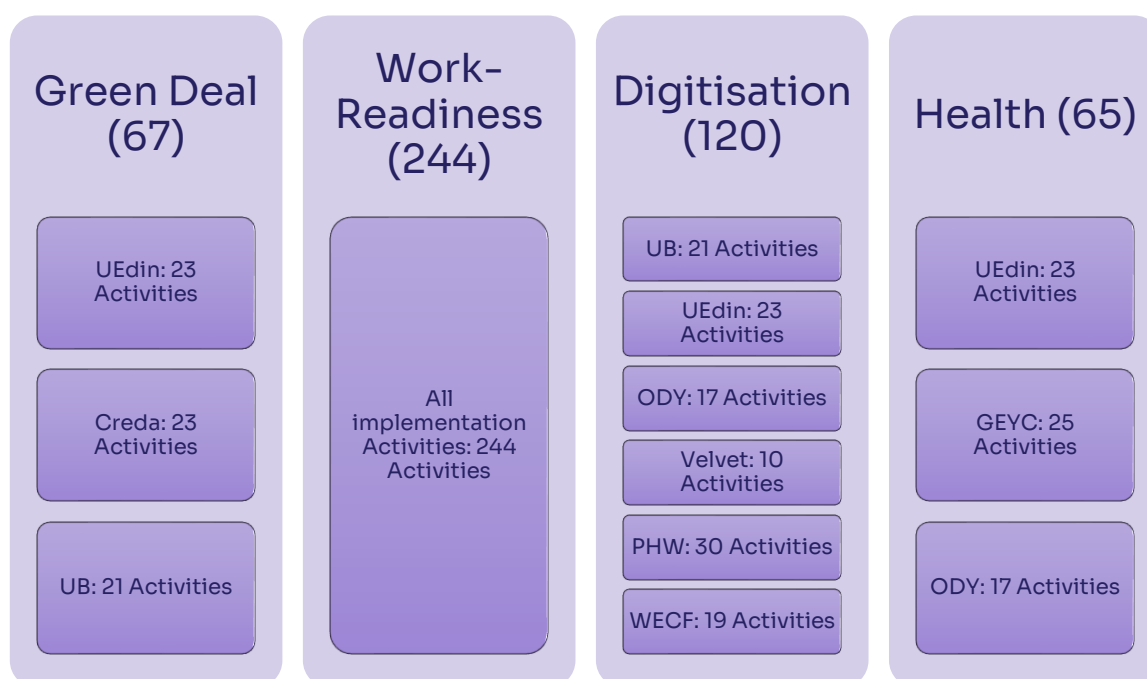 Green Deal
(67)
UEdin: 23
Activities
Creda: 23
Activities
UB: 21 Activities
Work-
Readiness
(244)
All
implementation
Activities: 244
Activities
Digitisation
(120)
UB: 21 Activities
UEdin: 23
Activities
ODY: 17 Activities
Velvet: 10
Activities
PHW: 30 Activities
WECF: 19 Activities
Health (65)
UEdin: 23
Activities
GEYC: 25
Activities
ODY: 17 Activities